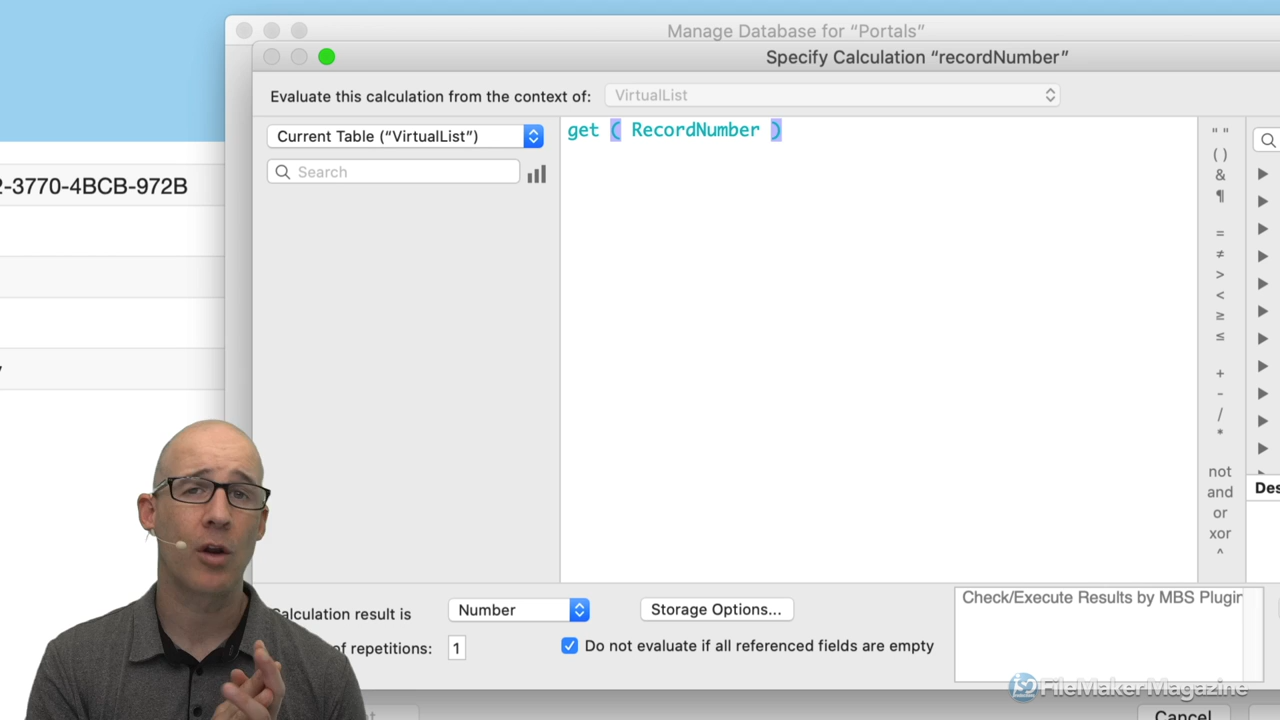 Manage Database for “Portals”
Specify Calculation “recordNumber”
Evaluate this calculation from the context of:
VirtualList
Current Table (“VirtualList”)
Search
get ( RecordNumber )
2-3770-4BCB-972B
" "
( )
&
¶
=
≠
>
<
≥
≤
+
-
/
*
not
and
or
xor
^
Des
Calculation result is
Number
Storage Options...
of repetitions:
1
Do not evaluate if all referenced fields are empty
Check/Execute Results by MBS Plugin
FileMakerMagazine
Cancel